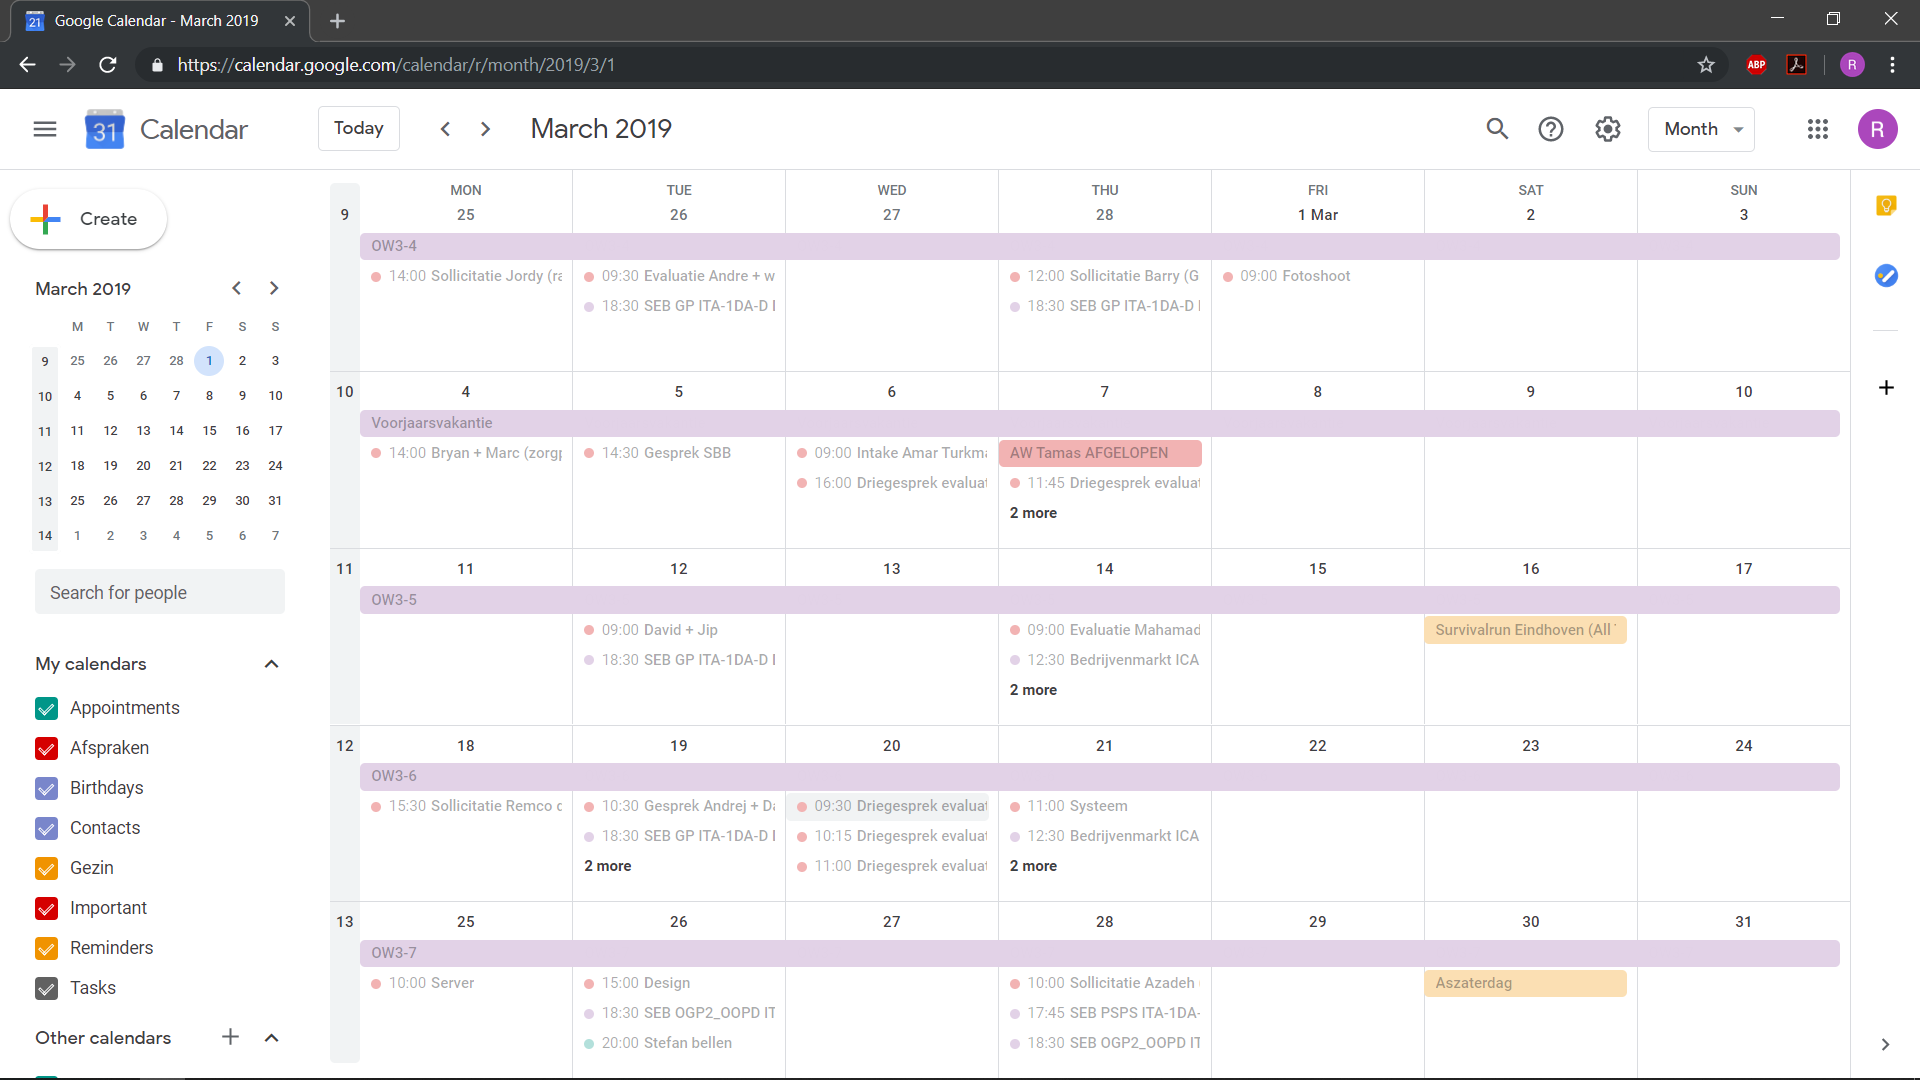 Google Calendar - March 2019
https://calendar.google.com/calendar/r/month/2019/3/1
ABP
R
31 Calendar
Today
March 2019
Month
R
Create
March 2019
M T W T F S S
9 25 26 27 28 1 2 3
10 4 5 6 7 8 9 10
11 11 12 13 14 15 16 17
12 18 19 20 21 22 23 24
13 25 26 27 28 29 30 31
14 1 2 3 4 5 6 7
Search for people
My calendars
Appointments
Afspraken
Birthdays
Contacts
Gezin
Important
Reminders
Tasks
Other calendars
MON TUE WED THU FRI SAT SUN
9 25 26 27 28 1 Mar 2 3
OW3-4
14:00 Sollicitatie Jordy (ra
09:30 Evaluatie Andre + w
18:30 SEB GP ITA-1DA-D
12:00 Sollicitatie Barry (G
18:30 SEB GP ITA-1DA-D
09:00 Fotoshoot
10 4 5 6 7 8 9 10
Voorjaarsvakantie
14:00 Bryan + Marc (zorgp
14:30 Gesprek SBB
09:00 Intake Amar Turkma
16:00 Driegesprek evaluat
AW Tamas AFGELOPEN
11:45 Driegesprek evaluat
2 more
11 11 12 13 14 15 16 17
OW3-5
09:00 David + Jip
18:30 SEB GP ITA-1DA-D
09:00 Evaluatie Mahamad
12:30 Bedrijvenmarkt ICA
2 more
Survivalrun Eindhoven (All
12 18 19 20 21 22 23 24
OW3-6
15:30 Sollicitatie Remco
10:30 Gesprek Andrej + Da
18:30 SEB GP ITA-1DA-D
2 more
09:30 Driegesprek evaluat
10:15 Driegesprek evaluat
11:00 Driegesprek evaluat
11:00 Systeem
12:30 Bedrijvenmarkt ICA
2 more
13 25 26 27 28 29 30 31
OW3-7
10:00 Server
15:00 Design
18:30 SEB OGP2_OOPD IT
20:00 Stefan bellen
10:00 Sollicitatie Azadeh
17:45 SEB PSPS ITA-1DA-
18:30 SEB OGP2_OOPD IT
Aszaterdag